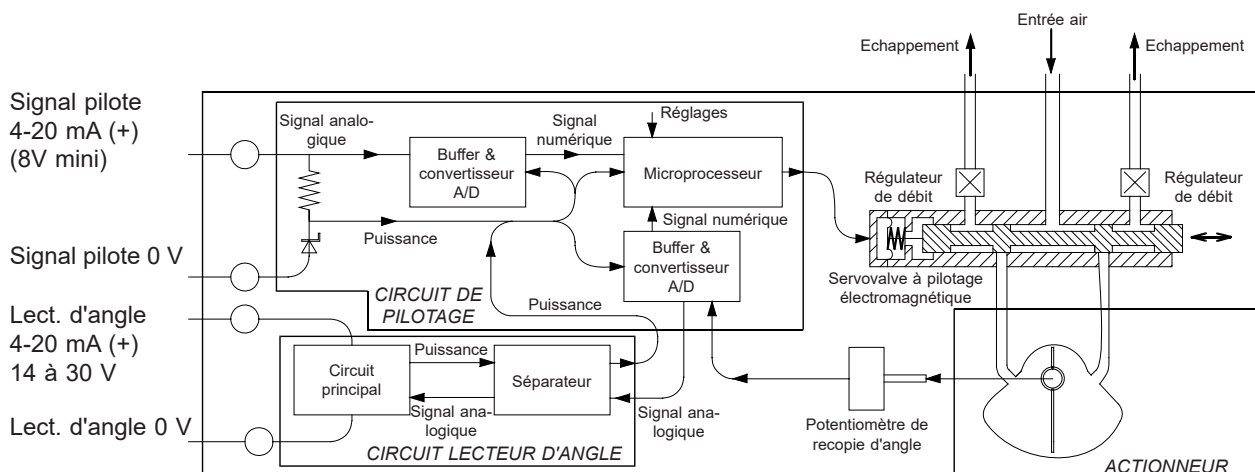 Entrée air
Echappement
Echappement
Signal pilote
4-20 mA (+)
(8V mini)
Signal analo-
gique
Signal
numérique
Réglages
Buffer &
convertisseur
A/D
Microprocesseur
Régulateur
de débit
Régulateur
de débit
Puissance
Signal numérique
Signal pilote 0 V
Buffer &
convertisseur
A/D
Servovalve à pilotage
électromagnétique
CIRCUIT DE
PILOTAGE
Puissance
Lect. d'angle
4-20 mA (+)
14 à 30 V
Circuit
principal
Puissance
Séparateur
Signal ana-
logique
Signal ana-
logique
Potentiomètre de
recopie d'angle
Lect. d'angle 0 V
CIRCUIT LECTEUR D'ANGLE
ACTIONNEUR